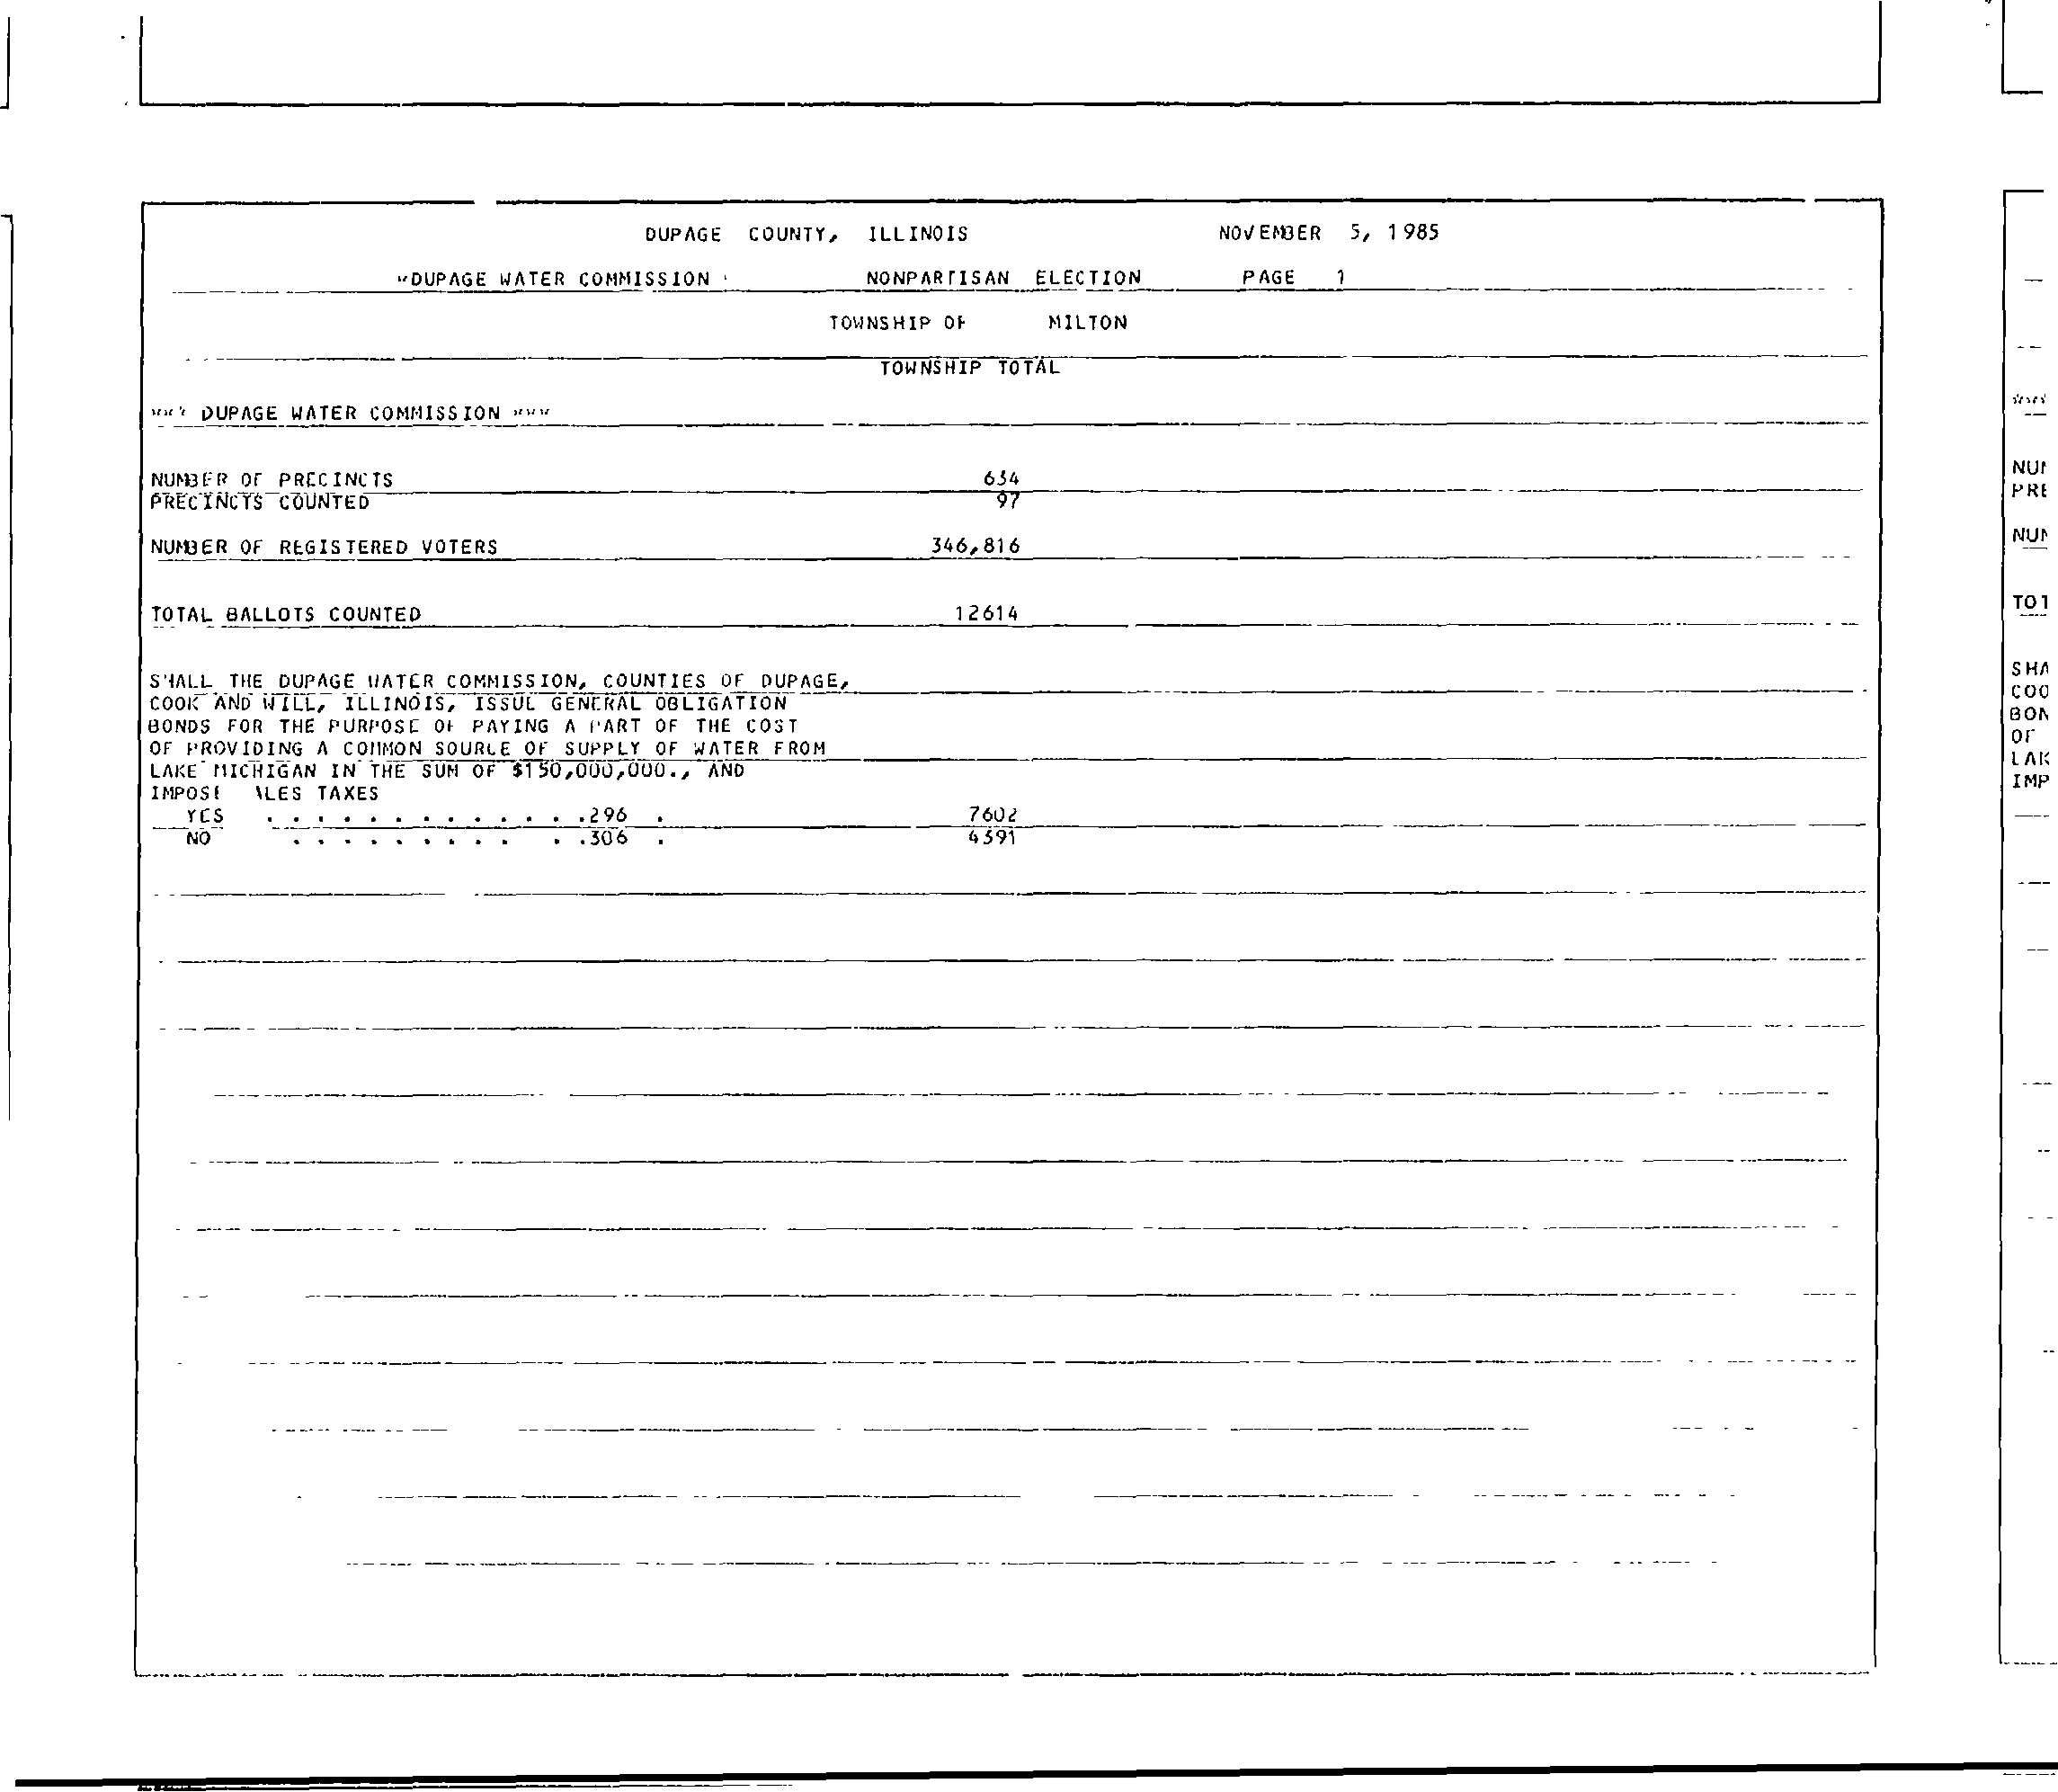 DUPAGE COUNTY, ILLINOIS NOVEMBER 5, 1985
"DUPAGE WATER COMMISSION NONPARTISAN ELECTION PAGE 1
TOWNSHIP OF MILTON
TOWNSHIP TOTAL
*** DUPAGE WATER COMMISSION ***
NUMBER OF PRECINCTS 634
PRECINCTS COUNTED 97
NUMBER OF REGISTERED VOTERS 346,816
TOTAL BALLOTS COUNTED 12614
SHALL THE DUPAGE WATER COMMISSION, COUNTIES OF DUPAGE,
COOK AND WILL, ILLINOIS, ISSUE GENERAL OBLIGATION
BONDS FOR THE PURPOSE OF PAYING A PART OF THE COST
OF PROVIDING A COMMON SOURCE OF SUPPLY OF WATER FROM
LAKE MICHIGAN IN THE SUM OF $150,000,000., AND
IMPOSE ALES TAXES
YES . . . . . . . . . . . . .296 . 7602
NO . . . . . . . . . . .306 . 4391
NUM
PRE
NUM
TOT
SHA
COO
BON
OF
LAK
IMP